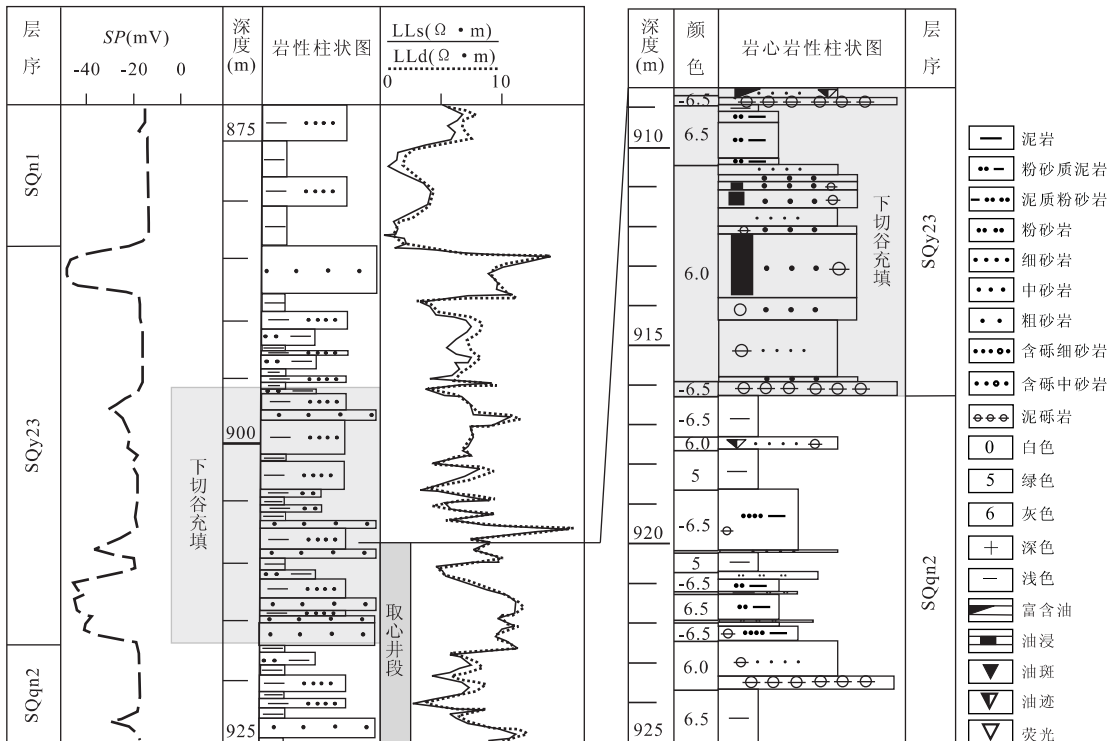 层序
SP(mV)
-40 -20 0
深度(m)
岩性柱状图
LLs(Ω·m)
LLd(Ω·m)
0 10
SQn1
SQy23
SQqn2
下切谷充填
875
900
925
取心井段
深度(m)
颜色
岩心岩性柱状图
层序
910
915
920
925
-6.5
6.5
6.0
-6.5
-6.5
6.0
5
-6.5
5
-6.5
6.5
-6.5
6.0
6.5
下切谷充填
SQy23
SQqn2
泥岩
粉砂质泥岩
泥质粉砂岩
粉砂岩
细砂岩
中砂岩
粗砂岩
含砾细砂岩
含砾中砂岩
泥砾岩
0 白色
5 绿色
6 灰色
+ 深色
— 浅色
富含油
油浸
油斑
油迹
荧光